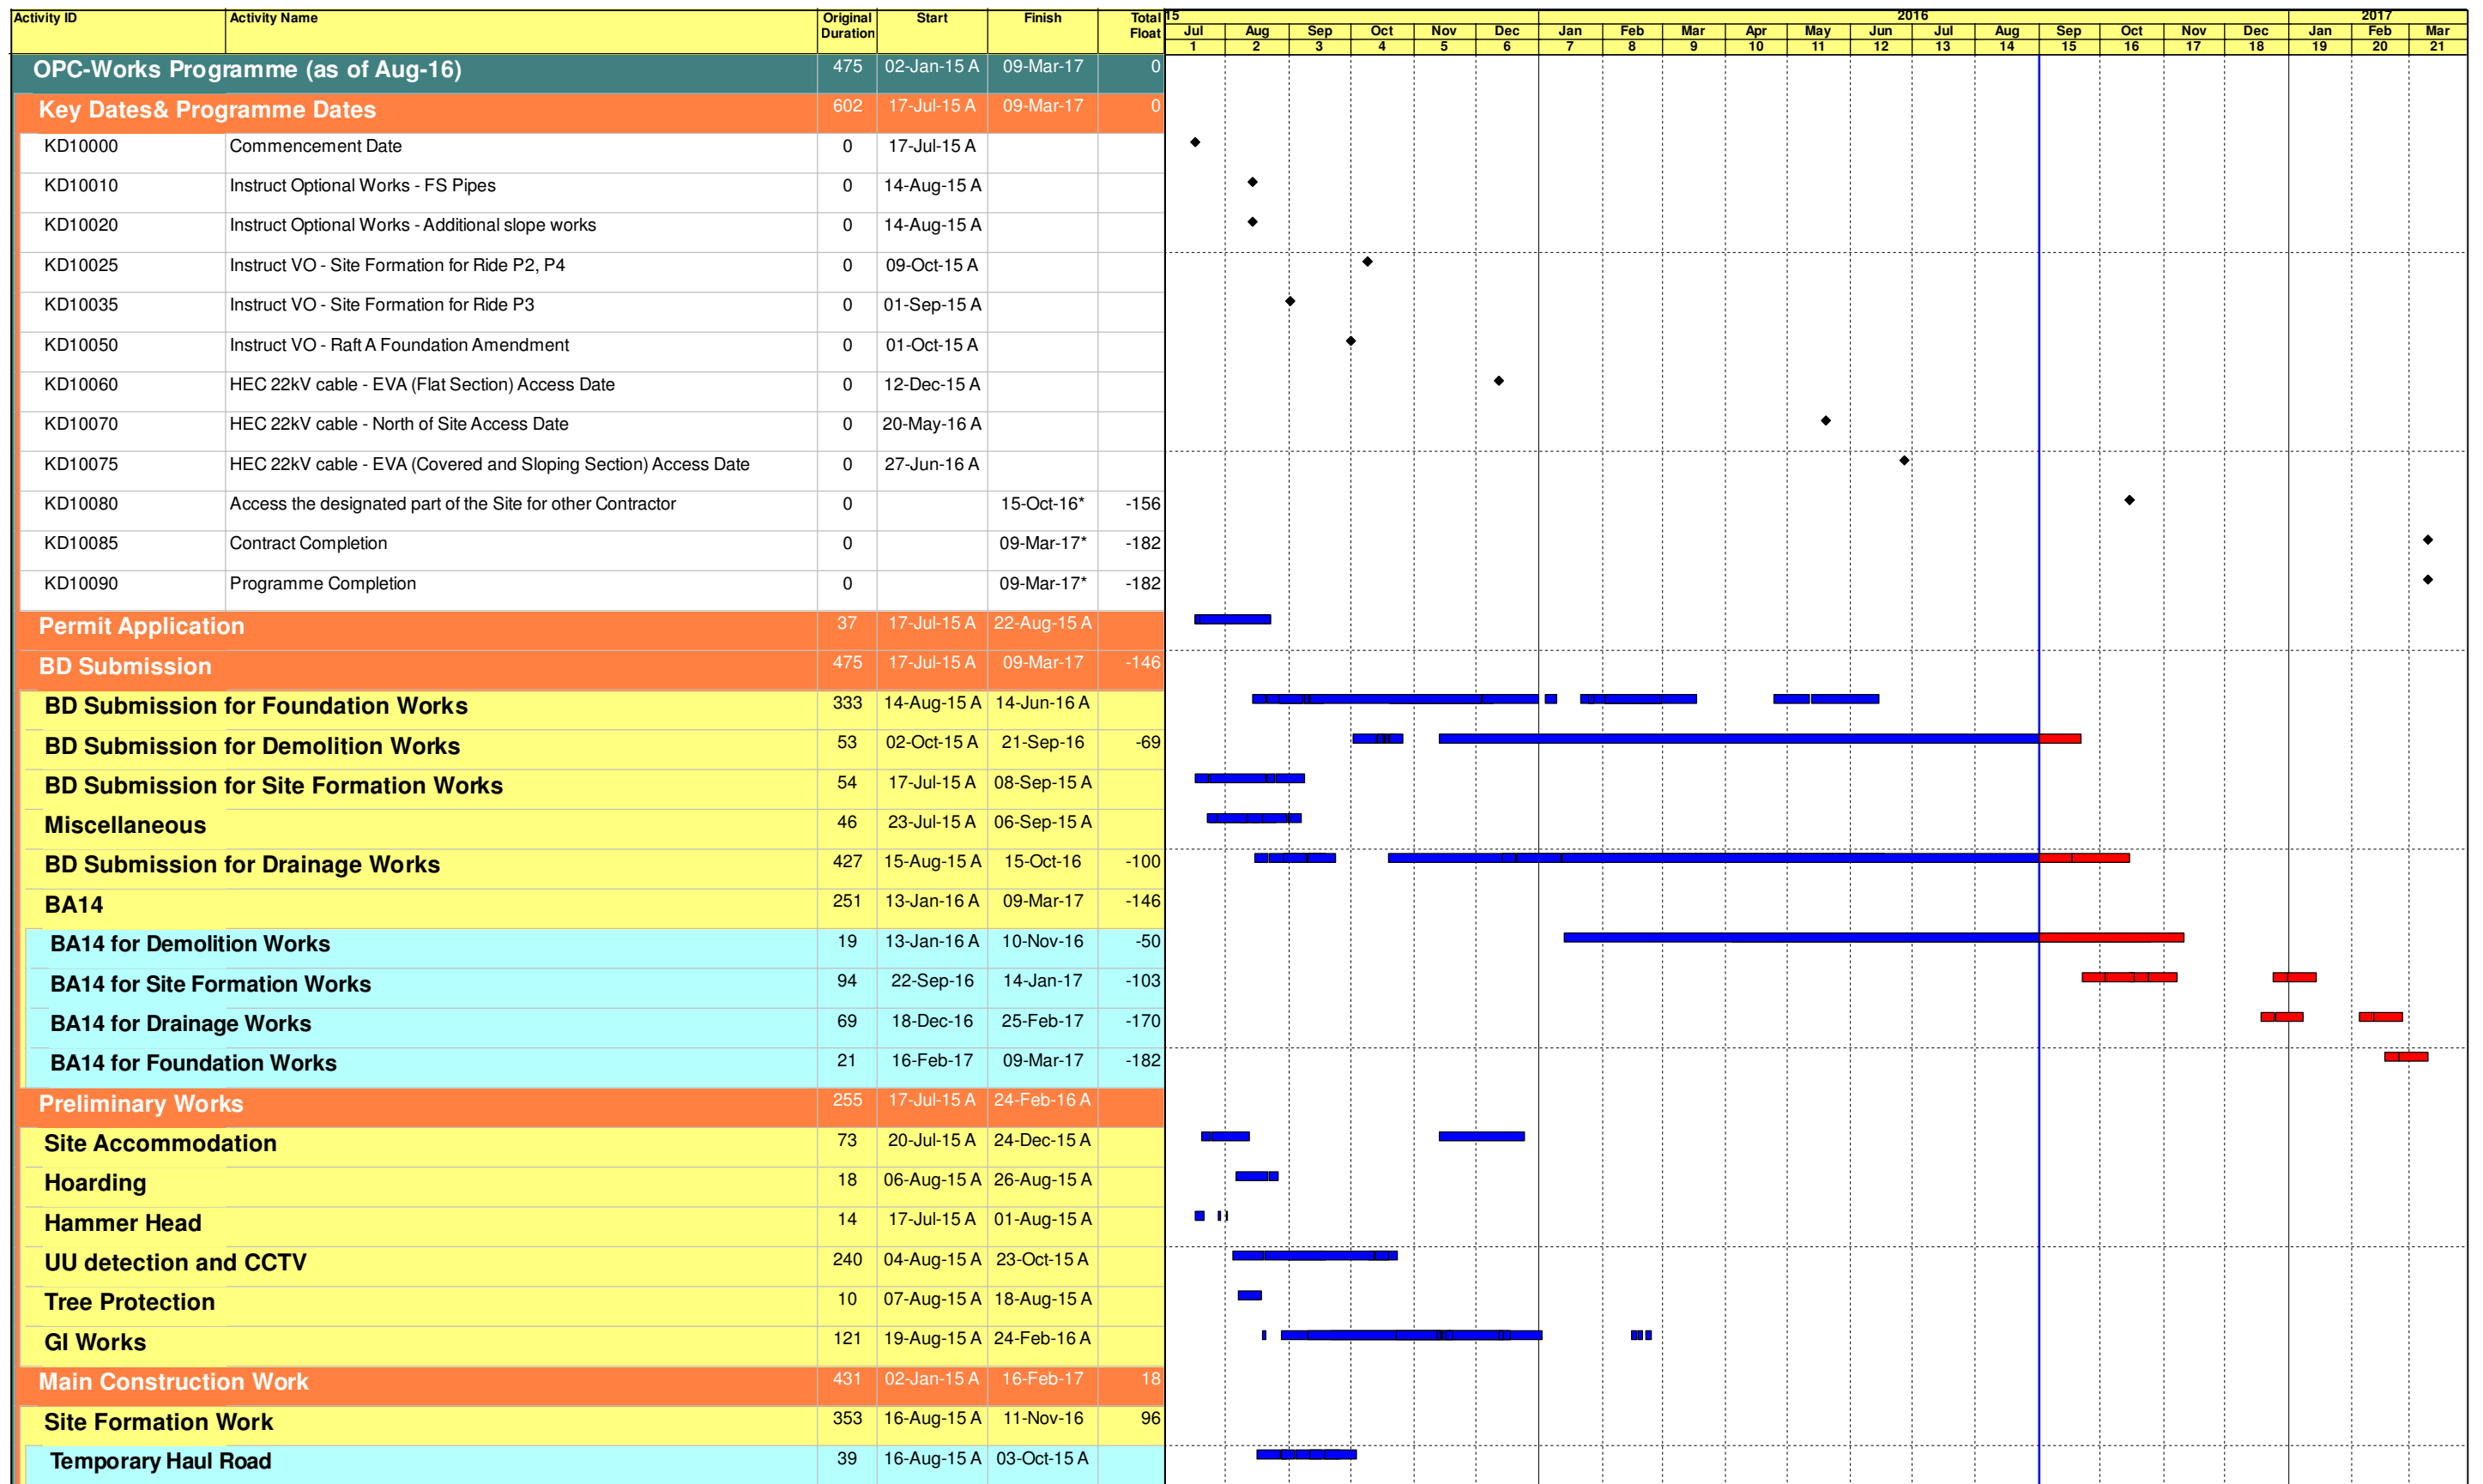 Activity ID Activity Name Original Duration Start Finish Total Float 15 2016 2017
Jul Aug Sep Oct Nov Dec Jan Feb Mar Apr May Jun Jul Aug Sep Oct Nov Dec Jan Feb Mar
1 2 3 4 5 6 7 8 9 10 11 12 13 14 15 16 17 18 19 20 21
OPC-Works Programme (as of Aug-16) 475 02-Jan-15 A 09-Mar-17 0
Key Dates& Programme Dates 602 17-Jul-15 A 09-Mar-17 0
KD10000 Commencement Date 0 17-Jul-15 A
KD10010 Instruct Optional Works - FS Pipes 0 14-Aug-15 A
KD10020 Instruct Optional Works - Additional slope works 0 14-Aug-15 A
KD10025 Instruct VO - Site Formation for Ride P2, P4 0 09-Oct-15 A
KD10035 Instruct VO - Site Formation for Ride P3 0 01-Sep-15 A
KD10050 Instruct VO - Raft A Foundation Amendment 0 01-Oct-15 A
KD10060 HEC 22kV cable - EVA (Flat Section) Access Date 0 12-Dec-15 A
KD10070 HEC 22kV cable - North of Site Access Date 0 20-May-16 A
KD10075 HEC 22kV cable - EVA (Covered and Sloping Section) Access Date 0 27-Jun-16 A
KD10080 Access the designated part of the Site for other Contractor 0 15-Oct-16* -156
KD10085 Contract Completion 0 09-Mar-17* -182
KD10090 Programme Completion 0 09-Mar-17* -182
Permit Application 37 17-Jul-15 A 22-Aug-15 A
BD Submission 475 17-Jul-15 A 09-Mar-17 -146
BD Submission for Foundation Works 333 14-Aug-15 A 14-Jun-16 A
BD Submission for Demolition Works 53 02-Oct-15 A 21-Sep-16 -69
BD Submission for Site Formation Works 54 17-Jul-15 A 08-Sep-15 A
Miscellaneous 46 23-Jul-15 A 06-Sep-15 A
BD Submission for Drainage Works 427 15-Aug-15 A 15-Oct-16 -100
BA14 251 13-Jan-16 A 09-Mar-17 -146
BA14 for Demolition Works 19 13-Jan-16 A 10-Nov-16 -50
BA14 for Site Formation Works 94 22-Sep-16 14-Jan-17 -103
BA14 for Drainage Works 69 18-Dec-16 25-Feb-17 -170
BA14 for Foundation Works 21 16-Feb-17 09-Mar-17 -182
Preliminary Works 255 17-Jul-15 A 24-Feb-16 A
Site Accommodation 73 20-Jul-15 A 24-Dec-15 A
Hoarding 18 06-Aug-15 A 26-Aug-15 A
Hammer Head 14 17-Jul-15 A 01-Aug-15 A
UU detection and CCTV 240 04-Aug-15 A 23-Oct-15 A
Tree Protection 10 07-Aug-15 A 18-Aug-15 A
GI Works 121 19-Aug-15 A 24-Feb-16 A
Main Construction Work 431 02-Jan-15 A 16-Feb-17 18
Site Formation Work 353 16-Aug-15 A 11-Nov-16 96
Temporary Haul Road 39 16-Aug-15 A 03-Oct-15 A